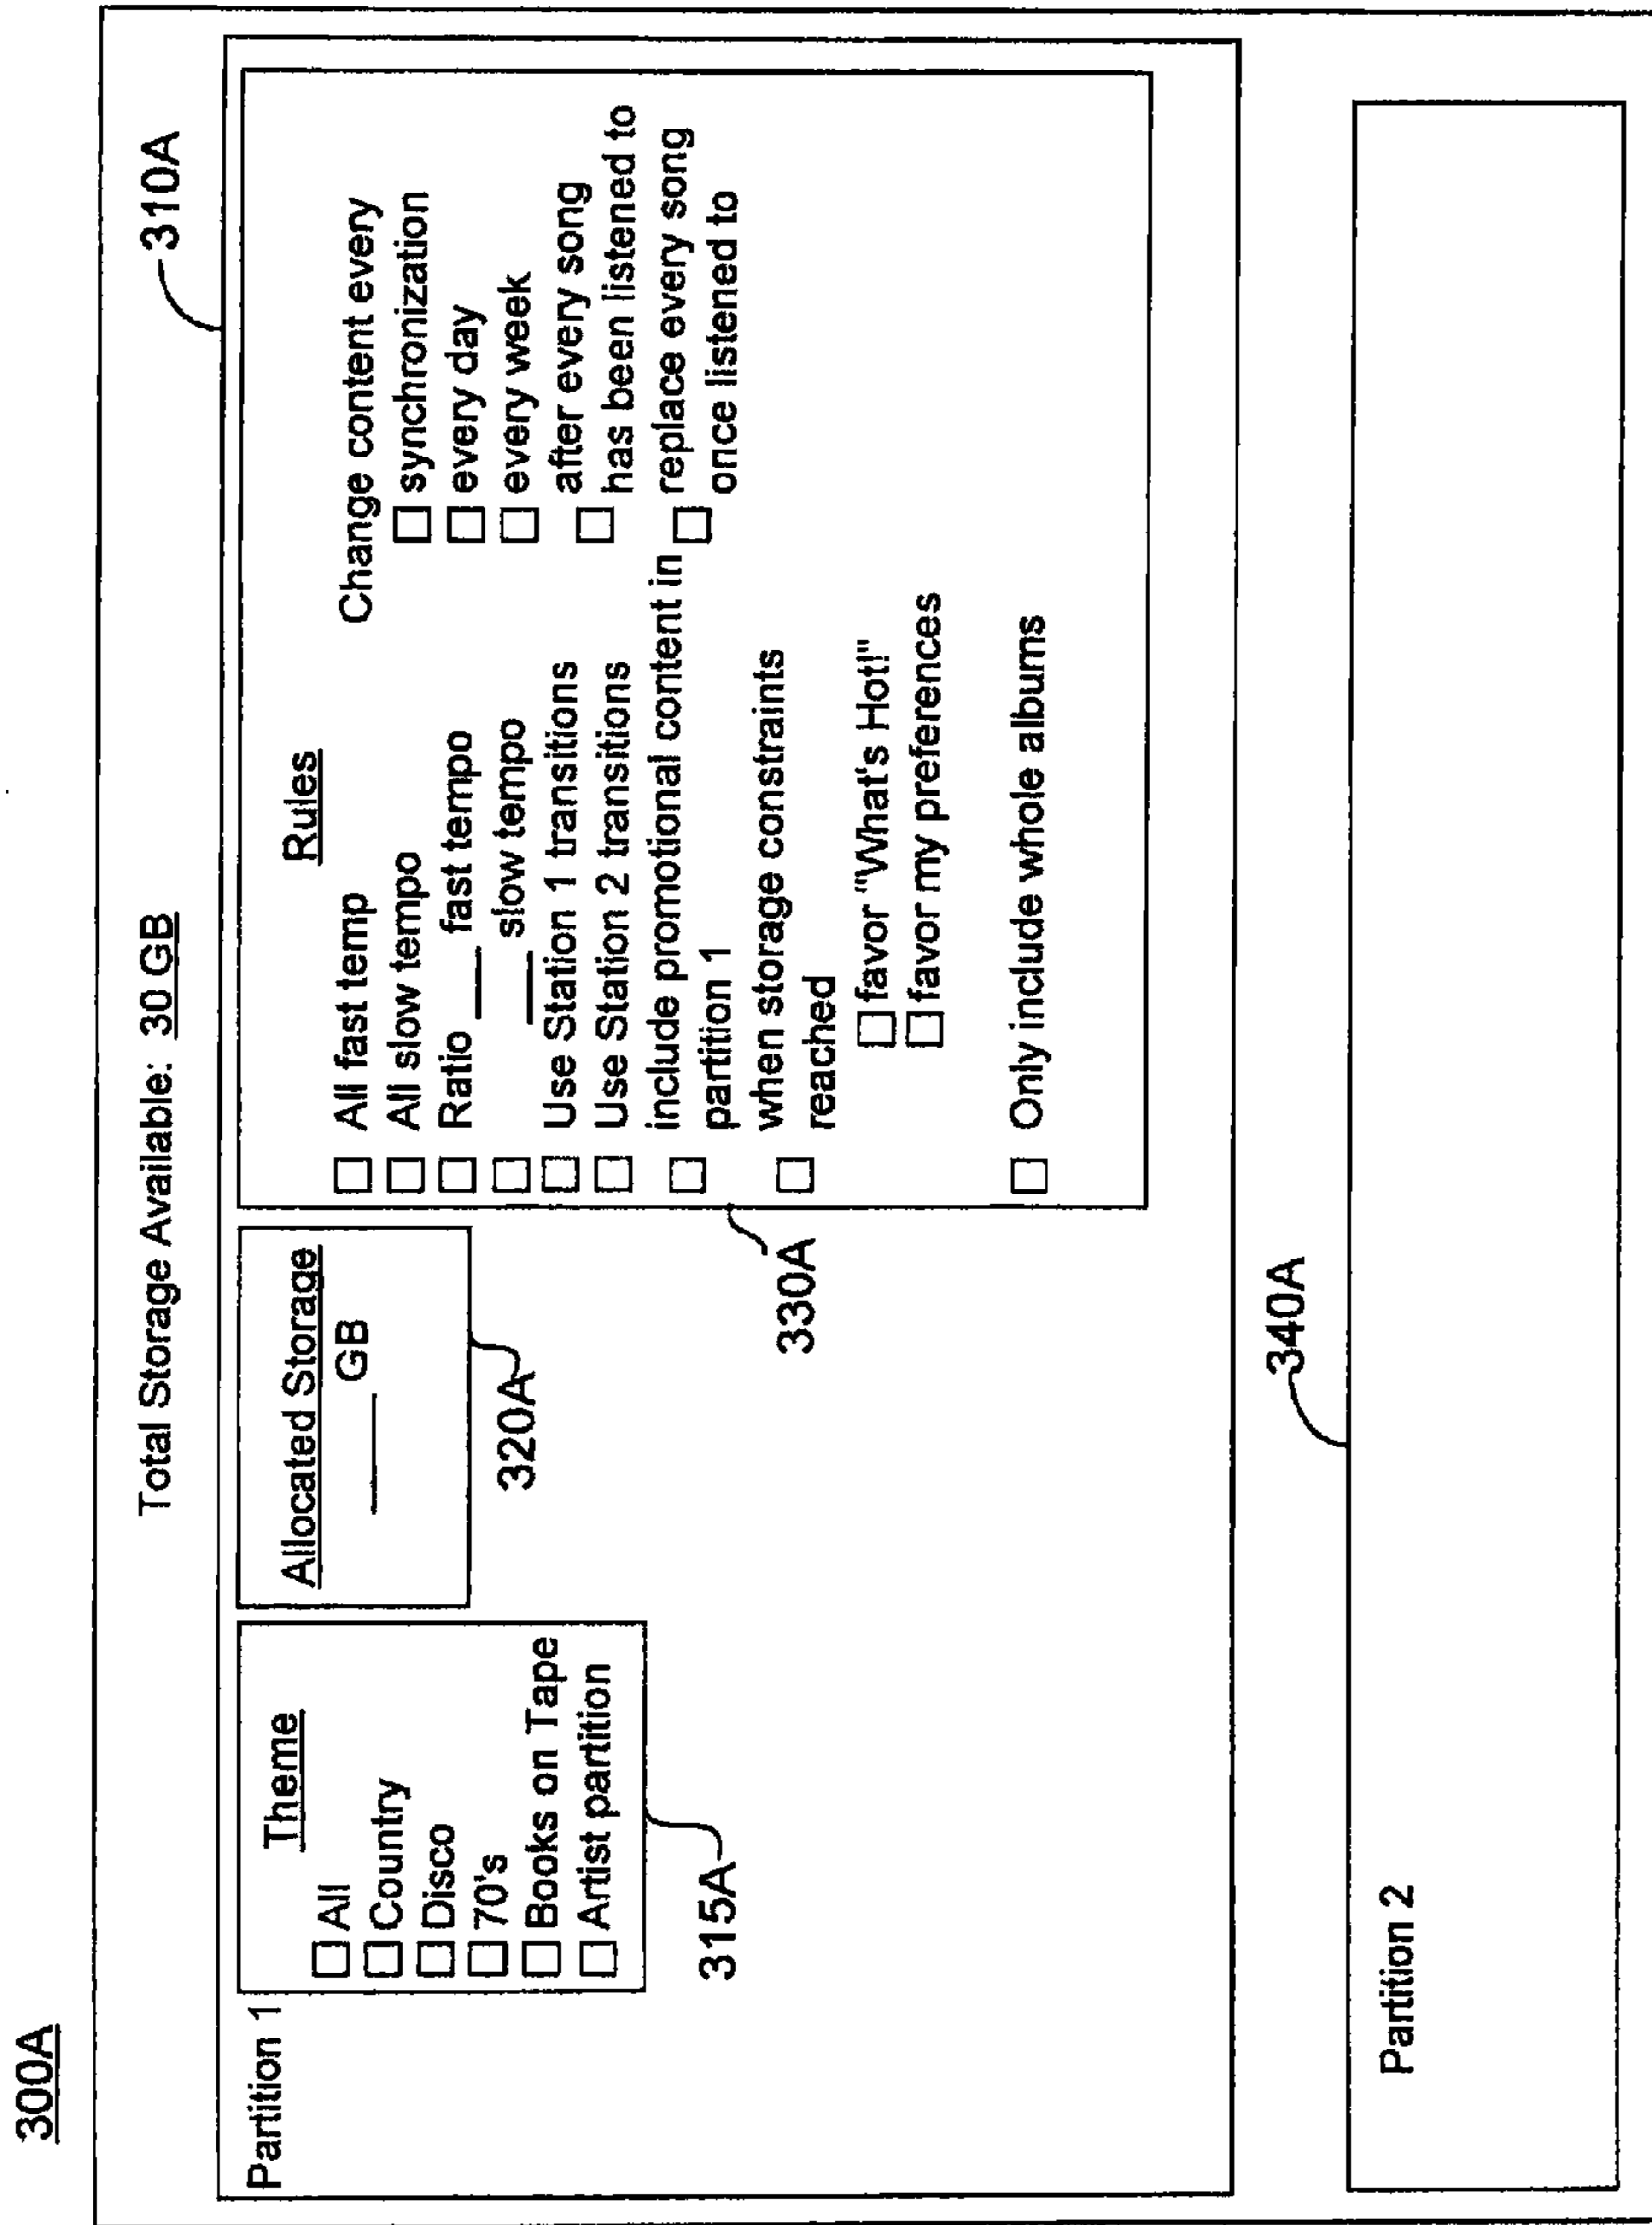 300A
Total Storage Available: 30 GB
310A
Partition 1
Theme
All
Country
Disco
70's
Books on Tape
Artist partition
315A
Allocated Storage
___ GB
320A
Rules
All fast temp
All slow tempo
Ratio ___ fast tempo
___ slow tempo
Use Station 1 transitions
Use Station 2 transitions
include promotional content in
partition 1
when storage constraints
reached
favor "What's Hot!"
favor my preferences
Only include whole albums
Change content every
synchronization
every day
every week
after every song
has been listened to
replace every song
once listened to
330A
340A
Partition 2